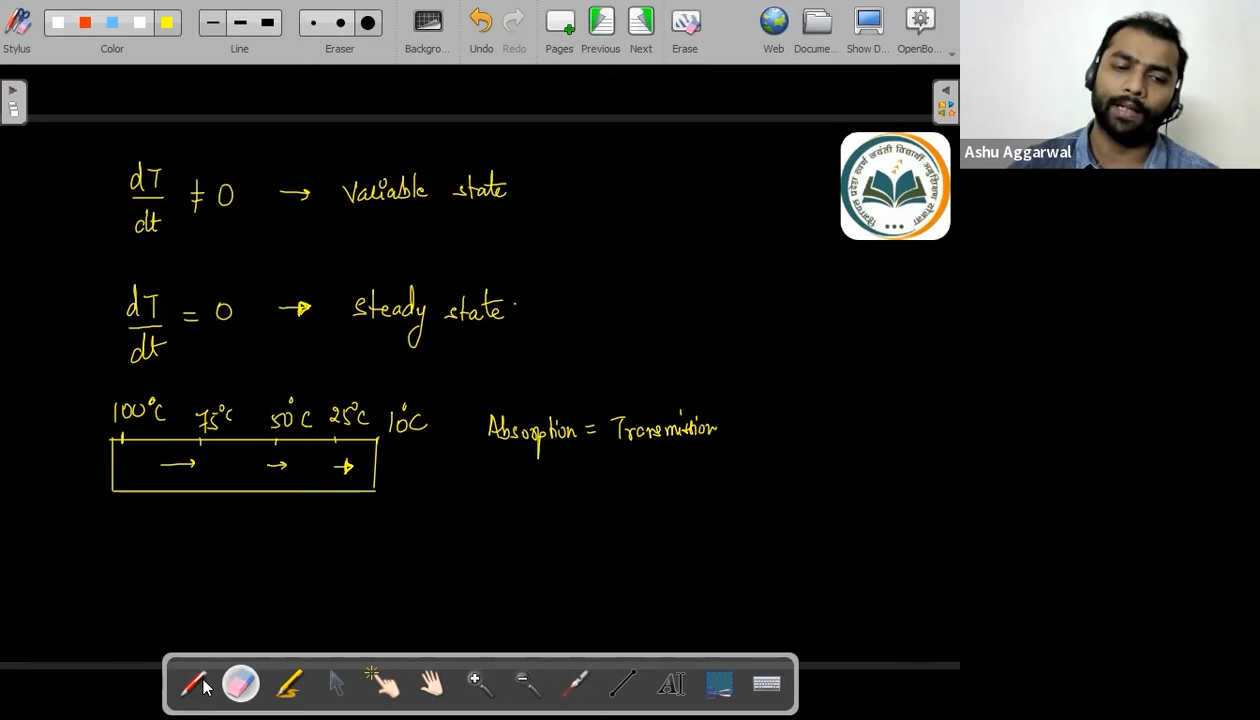 Stylus Color Line Eraser Backgro... Undo Redo Pages Previous Next Erase Web Docume... Show D... OpenBo...
Ashu Aggarwal
dT/dt ≠ 0 → Variable state
dT/dt = 0 → Steady state
100°C 75°C 50°C 25°C 10°C
Absorption = Transmission